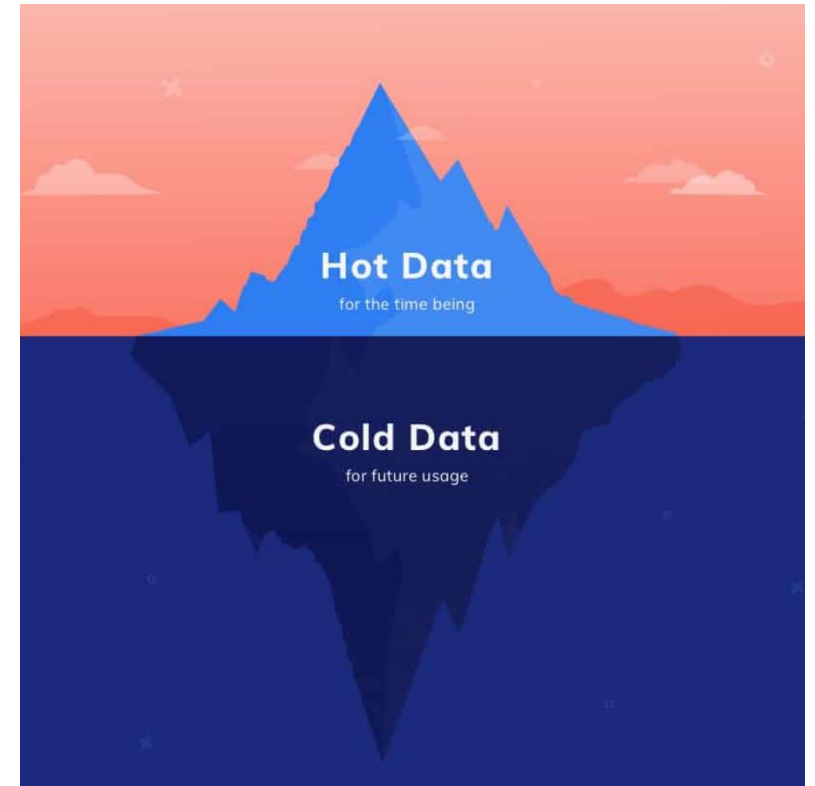 Hot Data
for the time being
Cold Data
for future usage